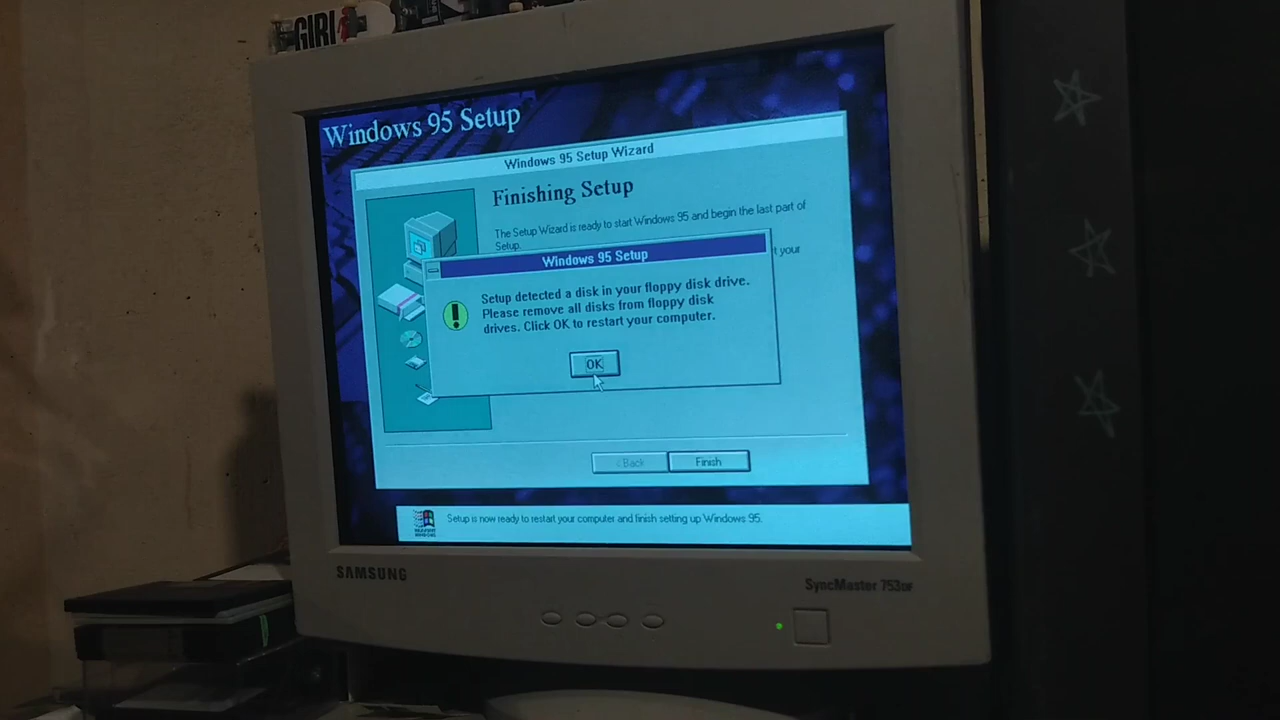 GIRL
Windows 95 Setup
Windows 95 Setup Wizard
Finishing Setup
The Setup Wizard is ready to start Windows 95 and begin the last part of
Setup.
t your
Windows 95 Setup
Setup detected a disk in your floppy disk drive.
Please remove all disks from floppy disk
drives. Click OK to restart your computer.
OK
< Back
Finish
Setup is now ready to restart your computer and finish setting up Windows 95.
SAMSUNG
SyncMaster 753DF